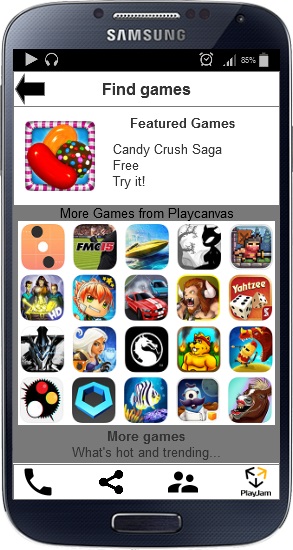 SAMSUNG
85%
Find games
Featured Games
Candy Crush Saga
Free
Try it!
More Games from Playcanvas
FMC15
Yahtzee
HD
More games
What's hot and trending...
PlayJam